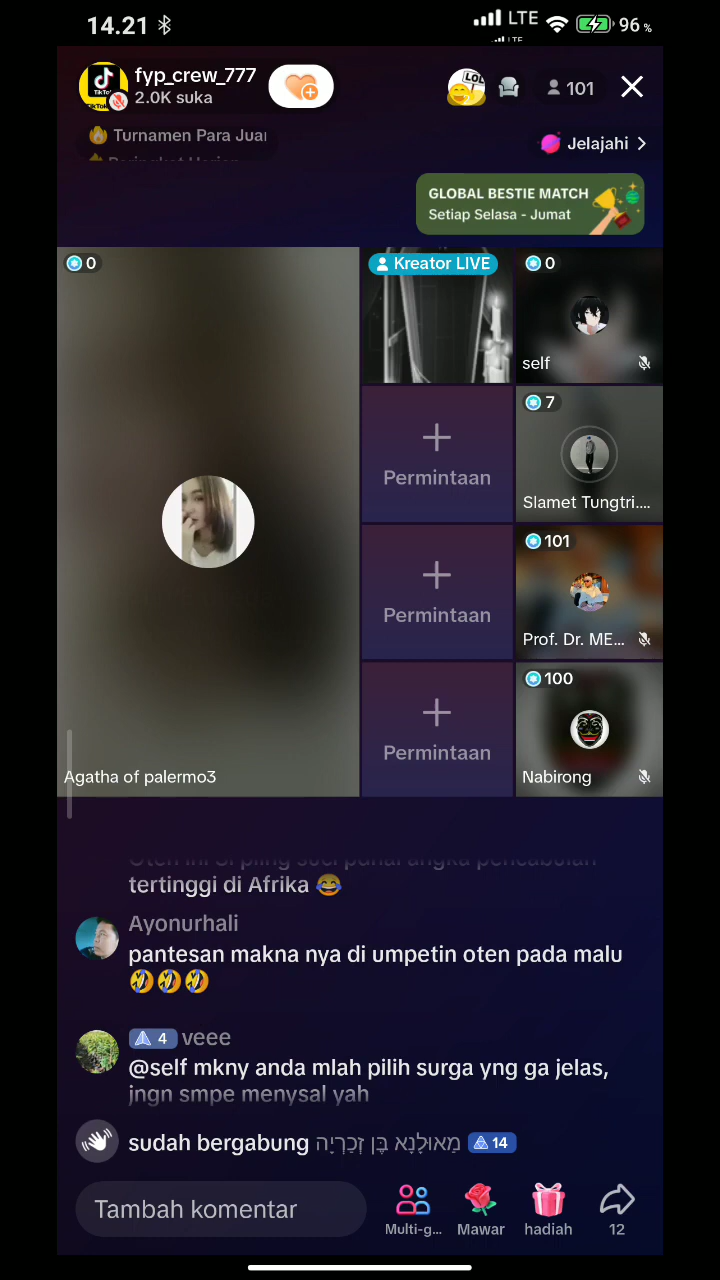 14.21
LTE
96 %
LTE
fyp_crew_777
2.0K suka
LOL
101
Turnamen Para Juar
Peringkat Harian
Jelajahi
GLOBAL BESTIE MATCH
Setiap Selasa - Jumat
0
Kreator LIVE
0
self
7
Permintaan
Slamet Tungtri....
101
Permintaan
Prof. Dr. ME...
100
Permintaan
Nabirong
Agatha of palermo3
tertinggi di Afrika 😂
Ayonurhali
pantesan makna nya di umpetin oten pada malu
🤣🤣🤣
4 veee
@self mkny anda mlah pilih surga yng ga jelas,
jngn smpe menysal yah
sudah bergabung מַאוּלָנָא בֶּן זְכַרְיָה 14
Tambah komentar
Multi-g...
Mawar
hadiah
12